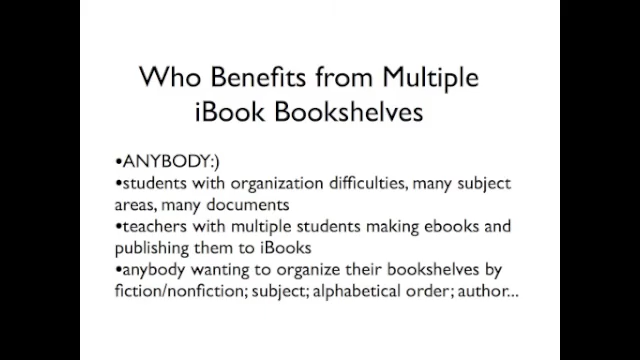 Who Benefits from Multiple
iBook Bookshelves
•ANYBODY:)
•students with organization difficulties, many subject
areas, many documents
•teachers with multiple students making ebooks and
publishing them to iBooks
•anybody wanting to organize their bookshelves by
fiction/nonfiction; subject; alphabetical order; author...